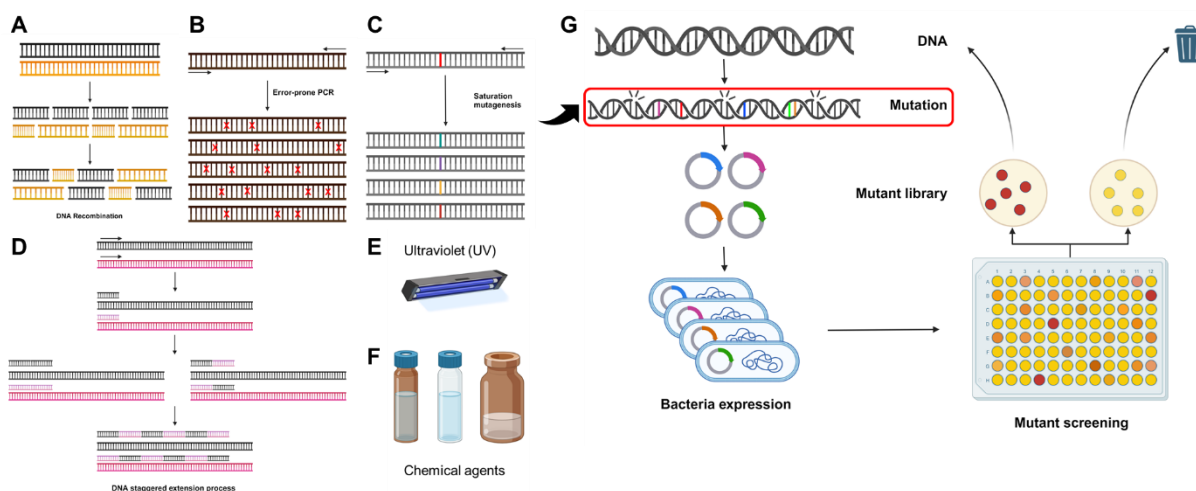 A
DNA Recombination
B
Error-prone PCR
C
Saturation
mutagenesis
D
DNA staggered extension process
E
Ultraviolet (UV)
F
Chemical agents
G
DNA
Mutation
Mutant library
Bacteria expression
1 2 3 4 5 6 7 8 9 10 11 12
A
B
C
D
E
F
G
H
Mutant screening